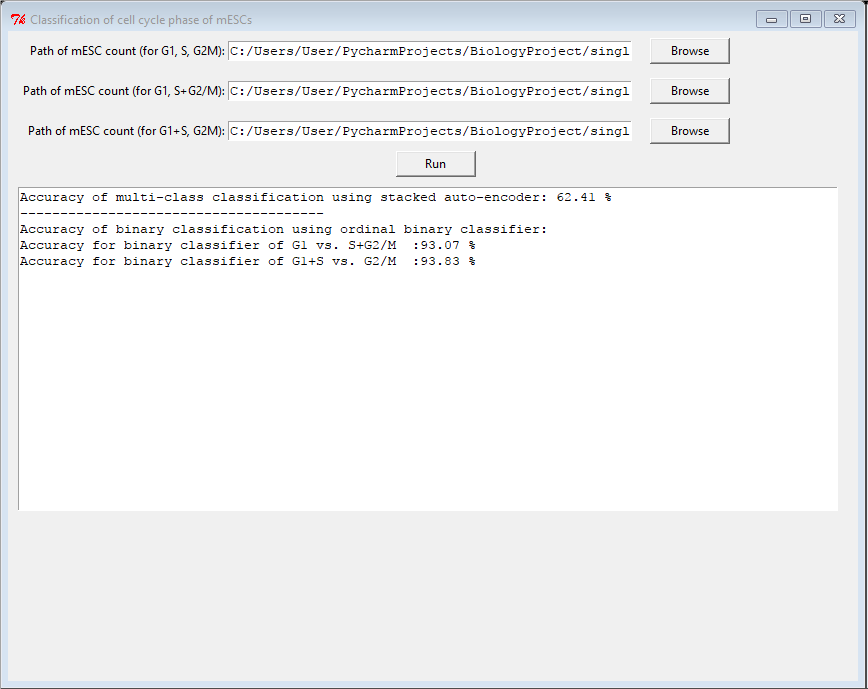 Classification of cell cycle phase of mESCs
Path of mESC count (for G1, S, G2M): C:/Users/User/PycharmProjects/BiologyProject/singl Browse
Path of mESC count (for G1, S+G2/M): C:/Users/User/PycharmProjects/BiologyProject/singl Browse
Path of mESC count (for G1+S, G2M): C:/Users/User/PycharmProjects/BiologyProject/singl Browse
Run
Accuracy of multi-class classification using stacked auto-encoder: 62.41 %
--------------------------------------
Accuracy of binary classification using ordinal binary classifier:
Accuracy for binary classifier of G1 vs. S+G2/M  :93.07 %
Accuracy for binary classifier of G1+S vs. G2/M  :93.83 %